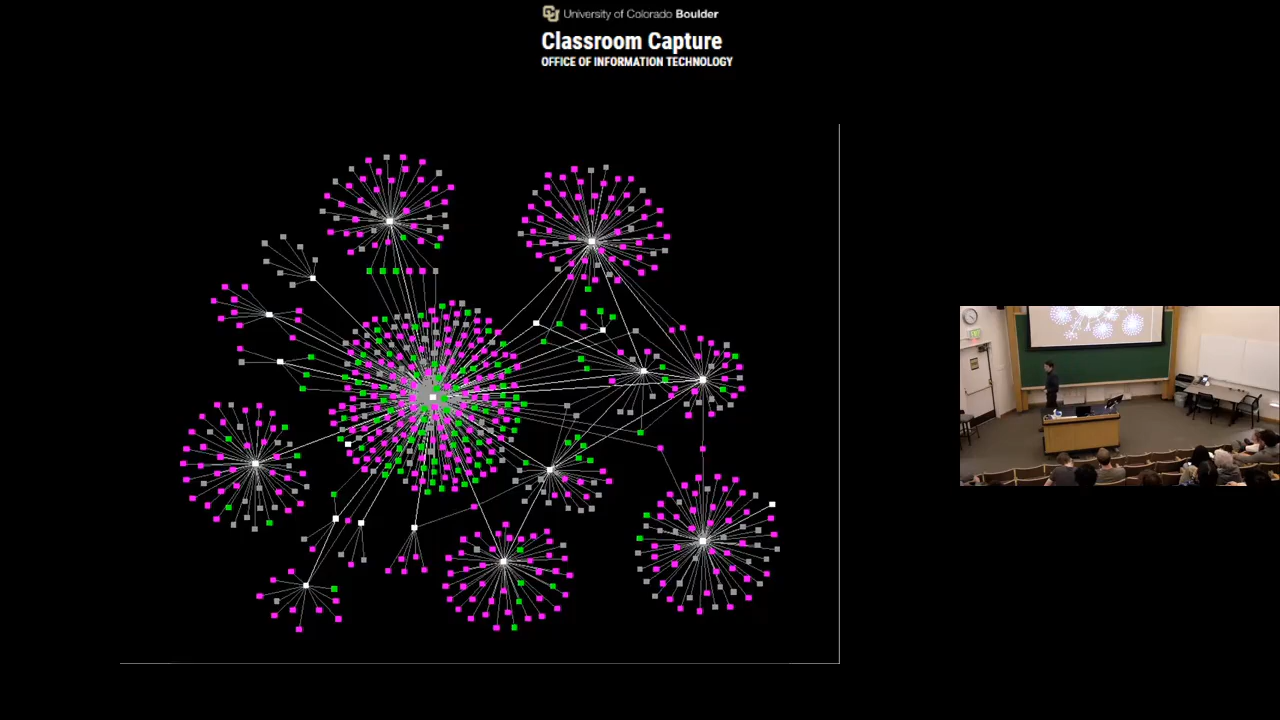 University of Colorado Boulder
Classroom Capture
OFFICE OF INFORMATION TECHNOLOGY